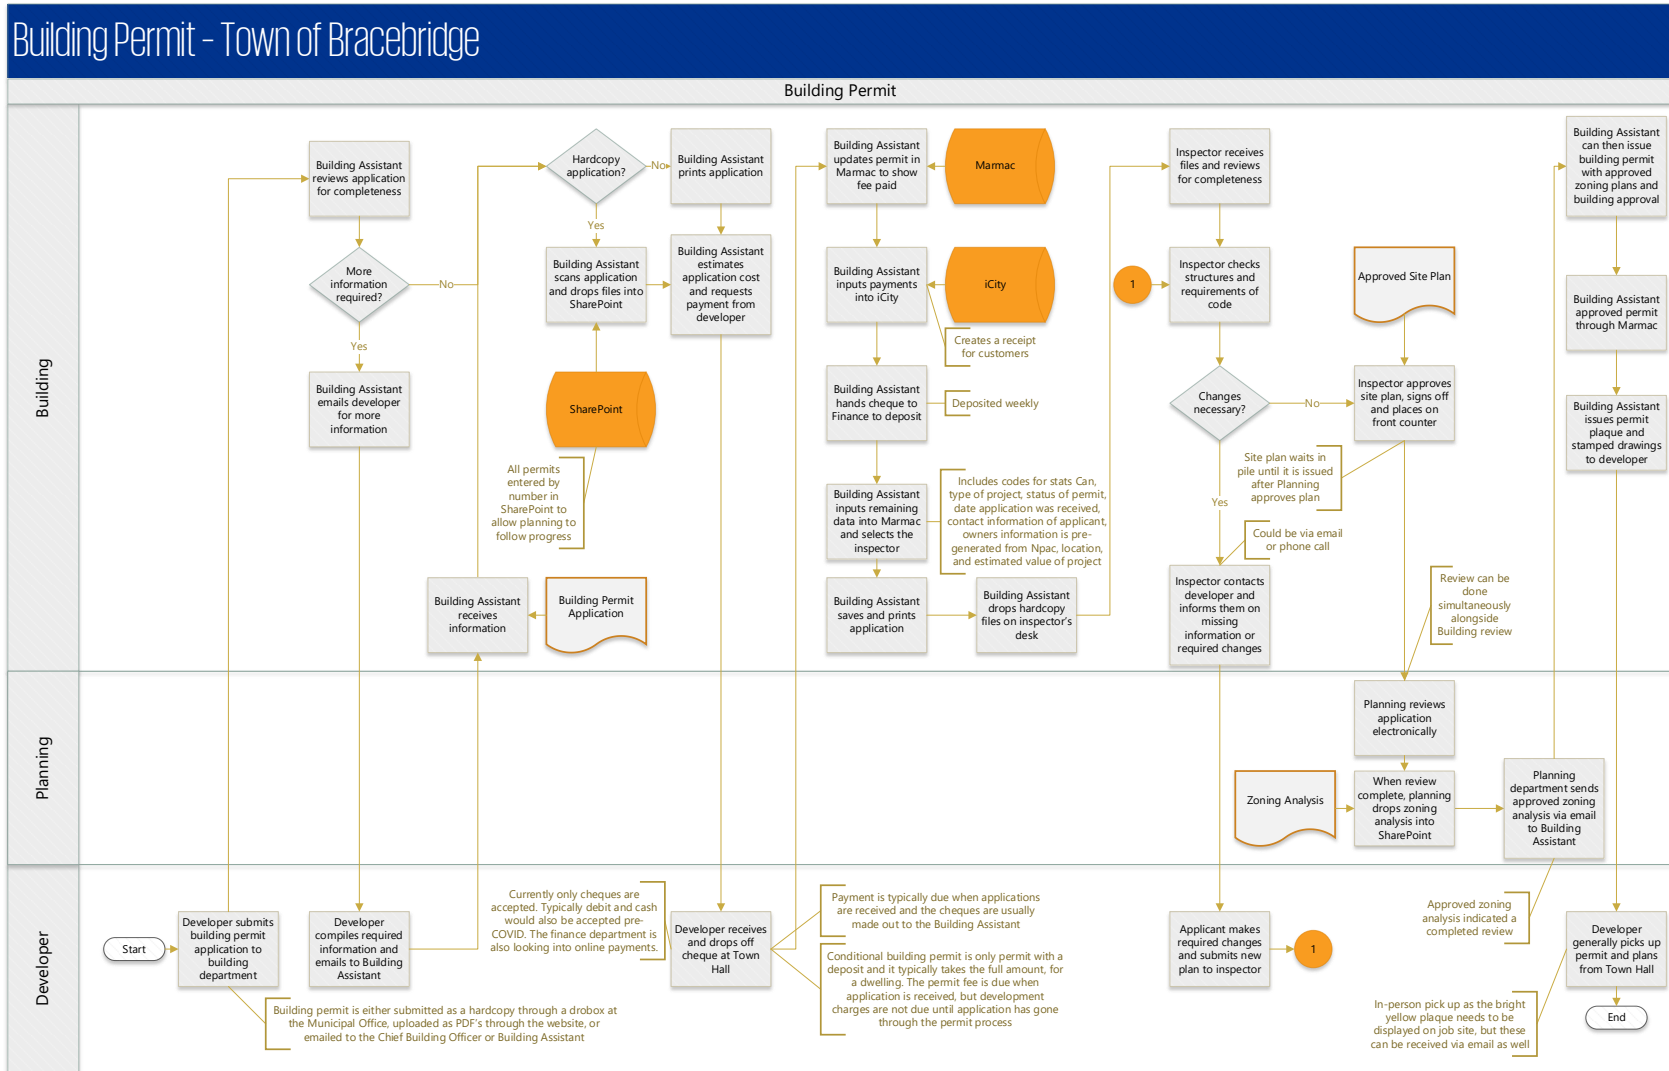 Building Permit – Town of Bracebridge
Building Permit
Building
Building Assistant
reviews application
for completeness
More
information
required?
No
Yes
Building Assistant
emails developer
for more
information
Hardcopy
application?
No
Yes
Building Assistant
prints application
Building Assistant
scans application
and drops files into
SharePoint
Building Assistant
estimates
application cost
and requests
payment from
developer
SharePoint
All permits
entered by
number in
SharePoint to
allow planning to
follow progress
Building Assistant
receives
information
Building Permit
Application
Building Assistant
updates permit in
Marmac to show
fee paid
Marmac
Building Assistant
inputs payments
into iCity
iCity
Creates a receipt
for customers
Building Assistant
hands cheque to
Finance to deposit
Deposited weekly
Building Assistant
inputs remaining
data into Marmac
and selects the
inspector
Includes codes for stats Can,
type of project, status of permit,
date application was received,
contact information of applicant,
owners information is pre-
generated from Npac, location,
and estimated value of project
Building Assistant
saves and prints
application
Building Assistant
drops hardcopy
files on inspector's
desk
Inspector receives
files and reviews
for completeness
1
Inspector checks
structures and
requirements of
code
Approved Site Plan
Changes
necessary?
No
Yes
Inspector approves
site plan, signs off
and places on
front counter
Site plan waits in
pile until it is issued
after Planning
approves plan
Could be via email
or phone call
Inspector contacts
developer and
informs them on
missing
information or
required changes
Review can be
done
simultaneously
alongside
Building review
Building Assistant
can then issue
building permit
with approved
zoning plans and
building approval
Building Assistant
approved permit
through Marmac
Building Assistant
issues permit
plaque and
stamped drawings
to developer
Planning
Planning reviews
application
electronically
Zoning Analysis
When review
complete, planning
drops zoning
analysis into
SharePoint
Planning
department sends
approved zoning
analysis via email
to Building
Assistant
Developer
Start
Developer submits
building permit
application to
building
department
Building permit is either submitted as a hardcopy through a drobox at
the Municipal Office, uploaded as PDF's through the website, or
emailed to the Chief Building Officer or Building Assistant
Developer
compiles required
information and
emails to Building
Assistant
Currently only cheques are
accepted. Typically debit and cash
would also be accepted pre-
COVID. The finance department is
also looking into online payments.
Developer receives
and drops off
cheque at Town
Hall
Payment is typically due when applications
are received and the cheques are usually
made out to the Building Assistant
Conditional building permit is only permit with a
deposit and it typically takes the full amount, for
a dwelling. The permit fee is due when
application is received, but development
charges are not due until application has gone
through the permit process
Applicant makes
required changes
and submits new
plan to inspector
1
Approved zoning
analysis indicated a
completed review
In-person pick up as the bright
yellow plaque needs to be
displayed on job site, but these
can be received via email as well
Developer
generally picks up
permit and plans
from Town Hall
End